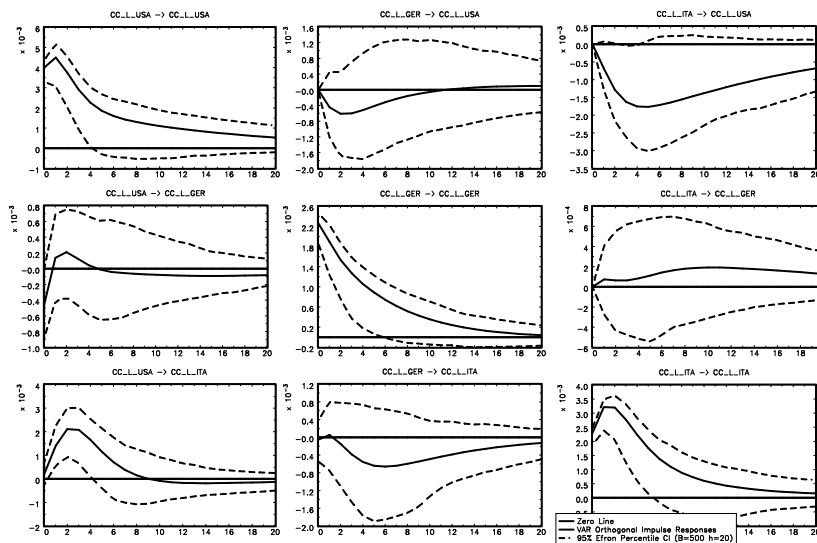 CC_L_USA -> CC_L_USA
CC_L_GER -> CC_L_USA
CC_L_ITA -> CC_L_USA
x 10⁻³
6
5
4
3
2
1
0
−1
0 2 4 6 8 10 12 14 16 18 20
x 10⁻³
1.6
1.2
0.8
0.4
−0.0
−0.4
−0.8
−1.2
−1.6
−2.0
0 2 4 6 8 10 12 14 16 18 20
x 10⁻³
0.5
0.0
−0.5
−1.0
−1.5
−2.0
−2.5
−3.0
−3.5
0 2 4 6 8 10 12 14 16 18 20
CC_L_USA -> CC_L_GER
CC_L_GER -> CC_L_GER
CC_L_ITA -> CC_L_GER
x 10⁻³
0.8
0.6
0.4
0.2
−0.0
−0.2
−0.4
−0.6
−0.8
−1.0
0 2 4 6 8 10 12 14 16 18 20
x 10⁻³
2.6
2.2
1.8
1.4
1.0
0.6
0.2
−0.2
0 2 4 6 8 10 12 14 16 18 20
x 10⁻⁴
8
6
4
2
0
−2
−4
−6
0 2 4 6 8 10 12 14 16 18 20
CC_L_USA -> CC_L_ITA
CC_L_GER -> CC_L_ITA
CC_L_ITA -> CC_L_ITA
x 10⁻³
4
3
2
1
0
−1
−2
0 2 4 6 8 10 12 14 16 18 20
x 10⁻³
1.2
0.8
0.4
−0.0
−0.4
−0.8
−1.2
−1.6
−2.0
0 2 4 6 8 10 12 14 16 18 20
x 10⁻³
4.0
3.5
3.0
2.5
2.0
1.5
1.0
0.5
0.0
16 18 20
Zero Line
VAR Orthogonal Impulse Responses
95% Efron Percentile CI (B=500 h=20)